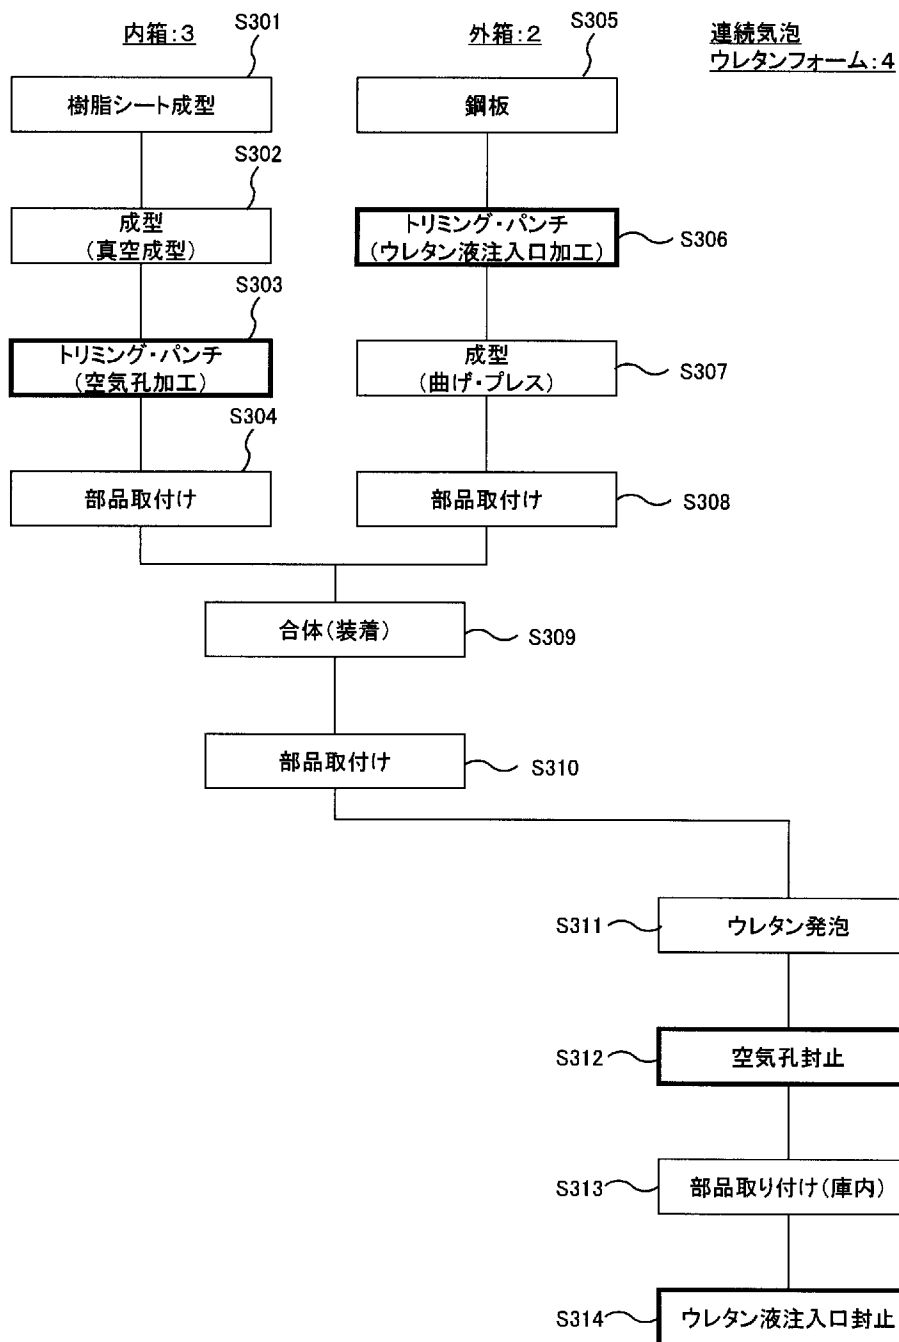 内箱:3
S301
樹脂シート成型
S302
成型
(真空成型)
S303
トリミング・パンチ
(空気孔加工)
S304
部品取付け
外箱:2
S305
鋼板
トリミング・パンチ
(ウレタン液注入口加工)
S306
成型
(曲げ・プレス)
S307
部品取付け
S308
連続気泡
ウレタンフォーム:4
合体(装着)
S309
部品取付け
S310
S311
ウレタン発泡
S312
空気孔封止
S313
部品取り付け(庫内)
S314
ウレタン液注入口封止